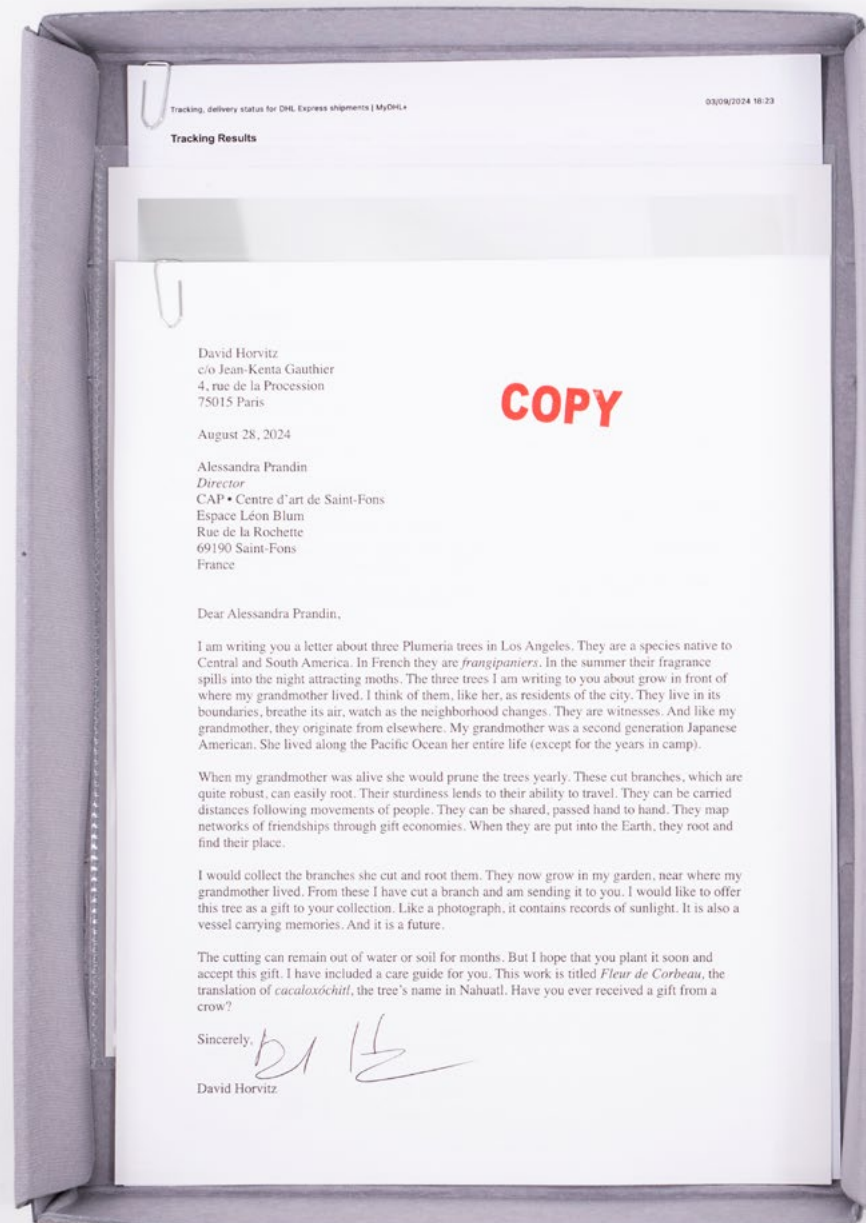 Tracking, delivery status for DHL Express shipments | MyDHL+
03/09/2024 18:23
Tracking Results
David Horvitz
c/o Jean-Kenta Gauthier
4, rue de la Procession
75015 Paris
COPY
August 28, 2024
Alessandra Prandin
Director
CAP • Centre d'art de Saint-Fons
Espace Léon Blum
Rue de la Rochette
69190 Saint-Fons
France
Dear Alessandra Prandin,
I am writing you a letter about three Plumeria trees in Los Angeles. They are a species native to
Central and South America. In French they are frangipaniers. In the summer their fragrance
spills into the night attracting moths. The three trees I am writing to you about grow in front of
where my grandmother lived. I think of them, like her, as residents of the city. They live in its
boundaries, breathe its air, watch as the neighborhood changes. They are witnesses. And like my
grandmother, they originate from elsewhere. My grandmother was a second generation Japanese
American. She lived along the Pacific Ocean her entire life (except for the years in camp).
When my grandmother was alive she would prune the trees yearly. These cut branches, which are
quite robust, can easily root. Their sturdiness lends to their ability to travel. They can be carried
distances following movements of people. They can be shared, passed hand to hand. They map
networks of friendships through gift economies. When they are put into the Earth, they root and
find their place.
I would collect the branches she cut and root them. They now grow in my garden, near where my
grandmother lived. From these I have cut a branch and am sending it to you. I would like to offer
this tree as a gift to your collection. Like a photograph, it contains records of sunlight. It is also a
vessel carrying memories. And it is a future.
The cutting can remain out of water or soil for months. But I hope that you plant it soon and
accept this gift. I have included a care guide for you. This work is titled Fleur de Corbeau, the
translation of cacaloxóchitl, the tree's name in Nahuatl. Have you ever received a gift from a
crow?
Sincerely,
David Horvitz